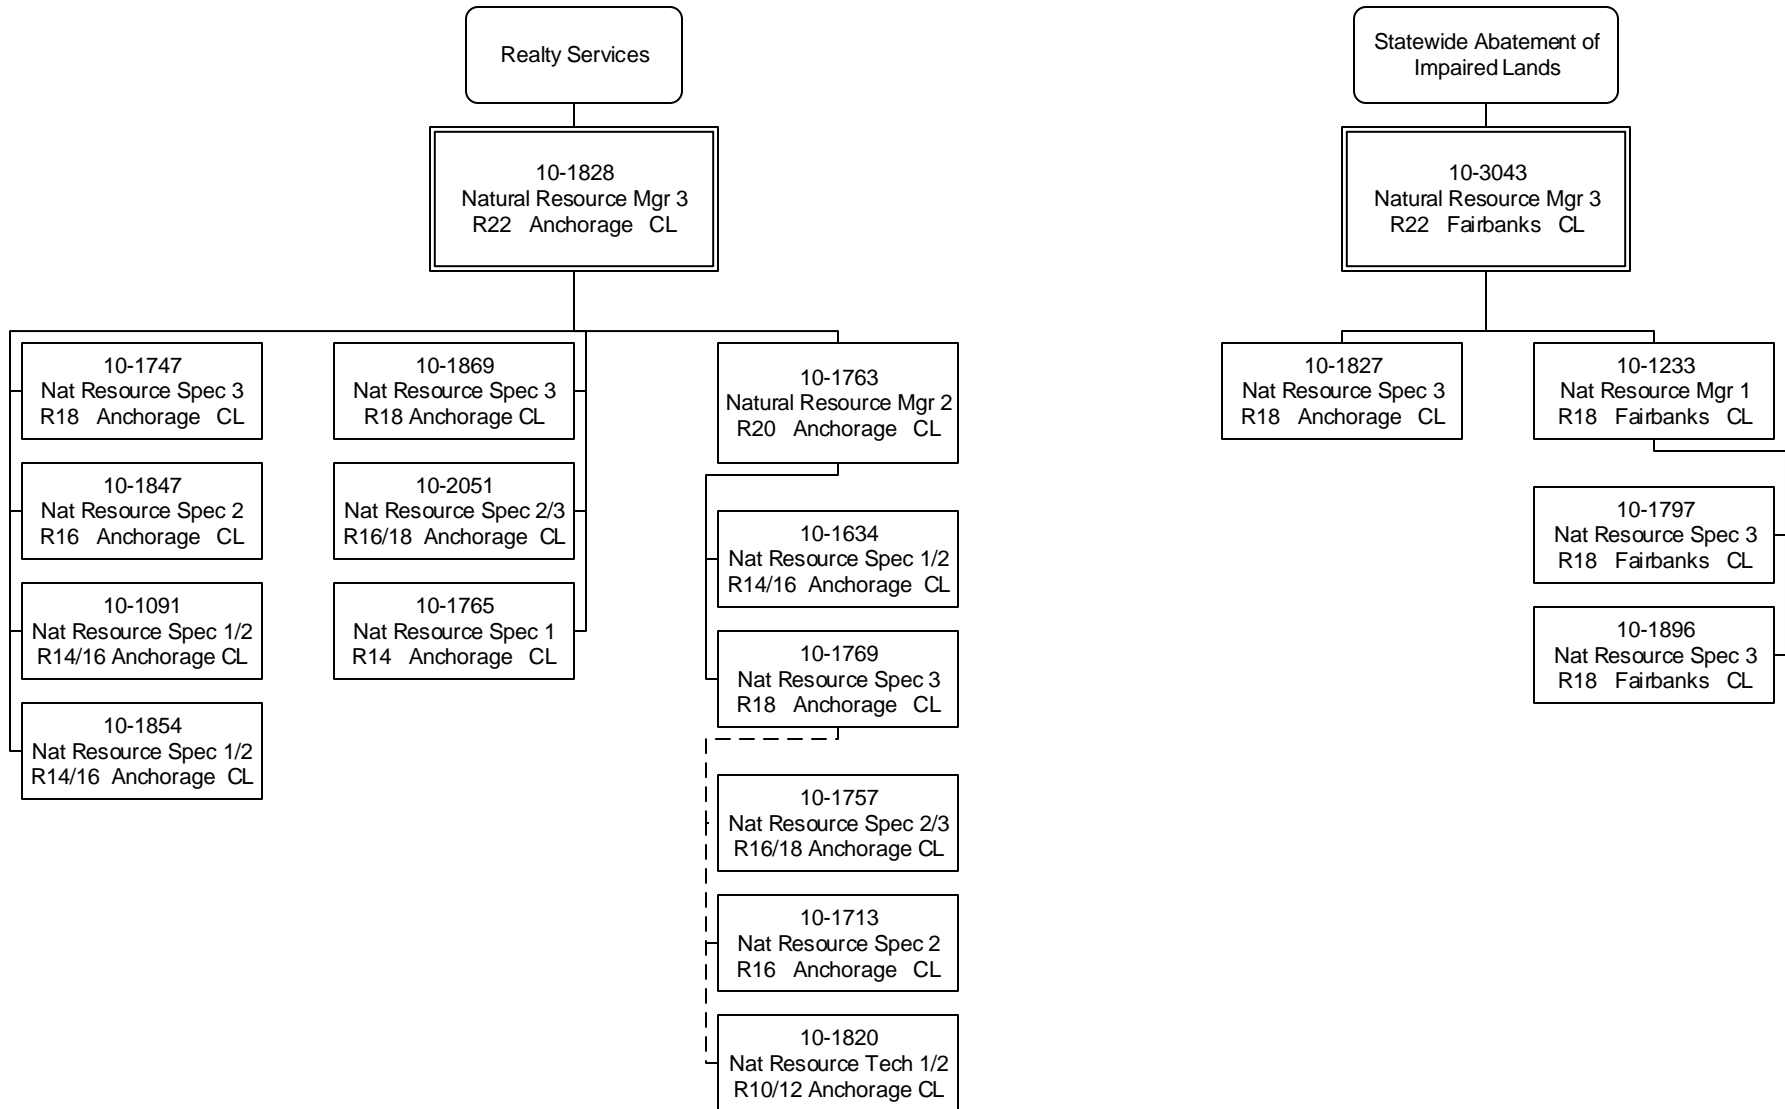 Realty Services
10-1828
Natural Resource Mgr 3
R22 Anchorage CL
10-1747
Nat Resource Spec 3
R18 Anchorage CL
10-1847
Nat Resource Spec 2
R16 Anchorage CL
10-1091
Nat Resource Spec 1/2
R14/16 Anchorage CL
10-1854
Nat Resource Spec 1/2
R14/16 Anchorage CL
10-1869
Nat Resource Spec 3
R18 Anchorage CL
10-2051
Nat Resource Spec 2/3
R16/18 Anchorage CL
10-1765
Nat Resource Spec 1
R14 Anchorage CL
10-1763
Natural Resource Mgr 2
R20 Anchorage CL
10-1634
Nat Resource Spec 1/2
R14/16 Anchorage CL
10-1769
Nat Resource Spec 3
R18 Anchorage CL
10-1757
Nat Resource Spec 2/3
R16/18 Anchorage CL
10-1713
Nat Resource Spec 2
R16 Anchorage CL
10-1820
Nat Resource Tech 1/2
R10/12 Anchorage CL
Statewide Abatement of
Impaired Lands
10-3043
Natural Resource Mgr 3
R22 Fairbanks CL
10-1827
Nat Resource Spec 3
R18 Anchorage CL
10-1233
Nat Resource Mgr 1
R18 Fairbanks CL
10-1797
Nat Resource Spec 3
R18 Fairbanks CL
10-1896
Nat Resource Spec 3
R18 Fairbanks CL